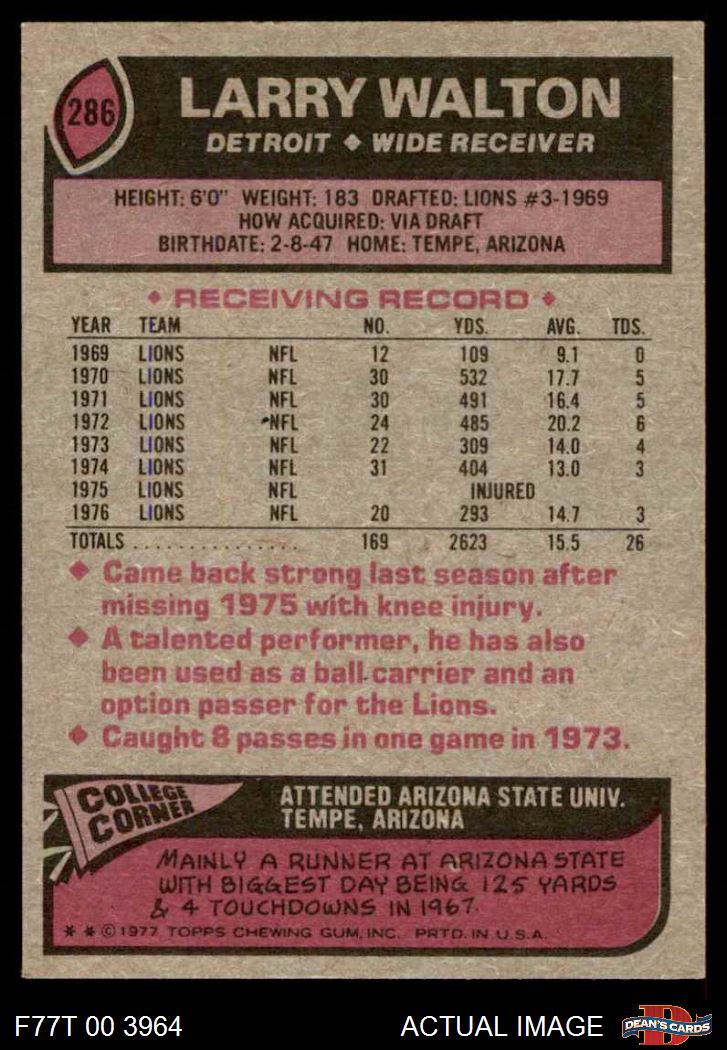 286
LARRY WALTON
DETROIT ◆ WIDE RECEIVER
HEIGHT: 6'0" WEIGHT: 183 DRAFTED: LIONS #3-1969
HOW ACQUIRED: VIA DRAFT
BIRTHDATE: 2-8-47 HOME: TEMPE, ARIZONA
◆ RECEIVING RECORD ◆
YEAR TEAM NO. YDS. AVG. TDS.
1969 LIONS NFL 12 109 9.1 0
1970 LIONS NFL 30 532 17.7 5
1971 LIONS NFL 30 491 16.4 5
1972 LIONS NFL 24 485 20.2 6
1973 LIONS NFL 22 309 14.0 4
1974 LIONS NFL 31 404 13.0 3
1975 LIONS NFL INJURED
1976 LIONS NFL 20 293 14.7 3
TOTALS ................ 169 2623 15.5 26
◆ Came back strong last season after
missing 1975 with knee injury.
◆ A talented performer, he has also
been used as a ball-carrier and an
option passer for the Lions.
◆ Caught 8 passes in one game in 1973.
COLLEGE
CORNER
ATTENDED ARIZONA STATE UNIV.
TEMPE, ARIZONA
MAINLY A RUNNER AT ARIZONA STATE
WITH BIGGEST DAY BEING 125 YARDS
& 4 TOUCHDOWNS IN 1967.
* * © 1977 TOPPS CHEWING GUM, INC. PRTD. IN U.S.A.
F77T 00 3964 ACTUAL IMAGE
D
DEAN'S CARDS